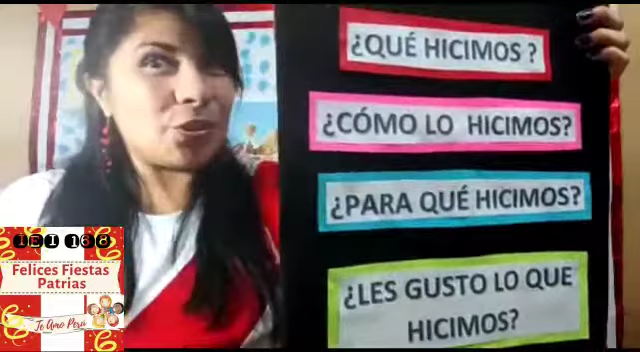 ¿QUÉ HICIMOS ?
¿CÓMO LO HICIMOS?
¿PARA QUÉ HICIMOS?
¿LES GUSTO LO QUE
HICIMOS?
IEI 168
Felices Fiestas
Patrias
Te Amo Perú